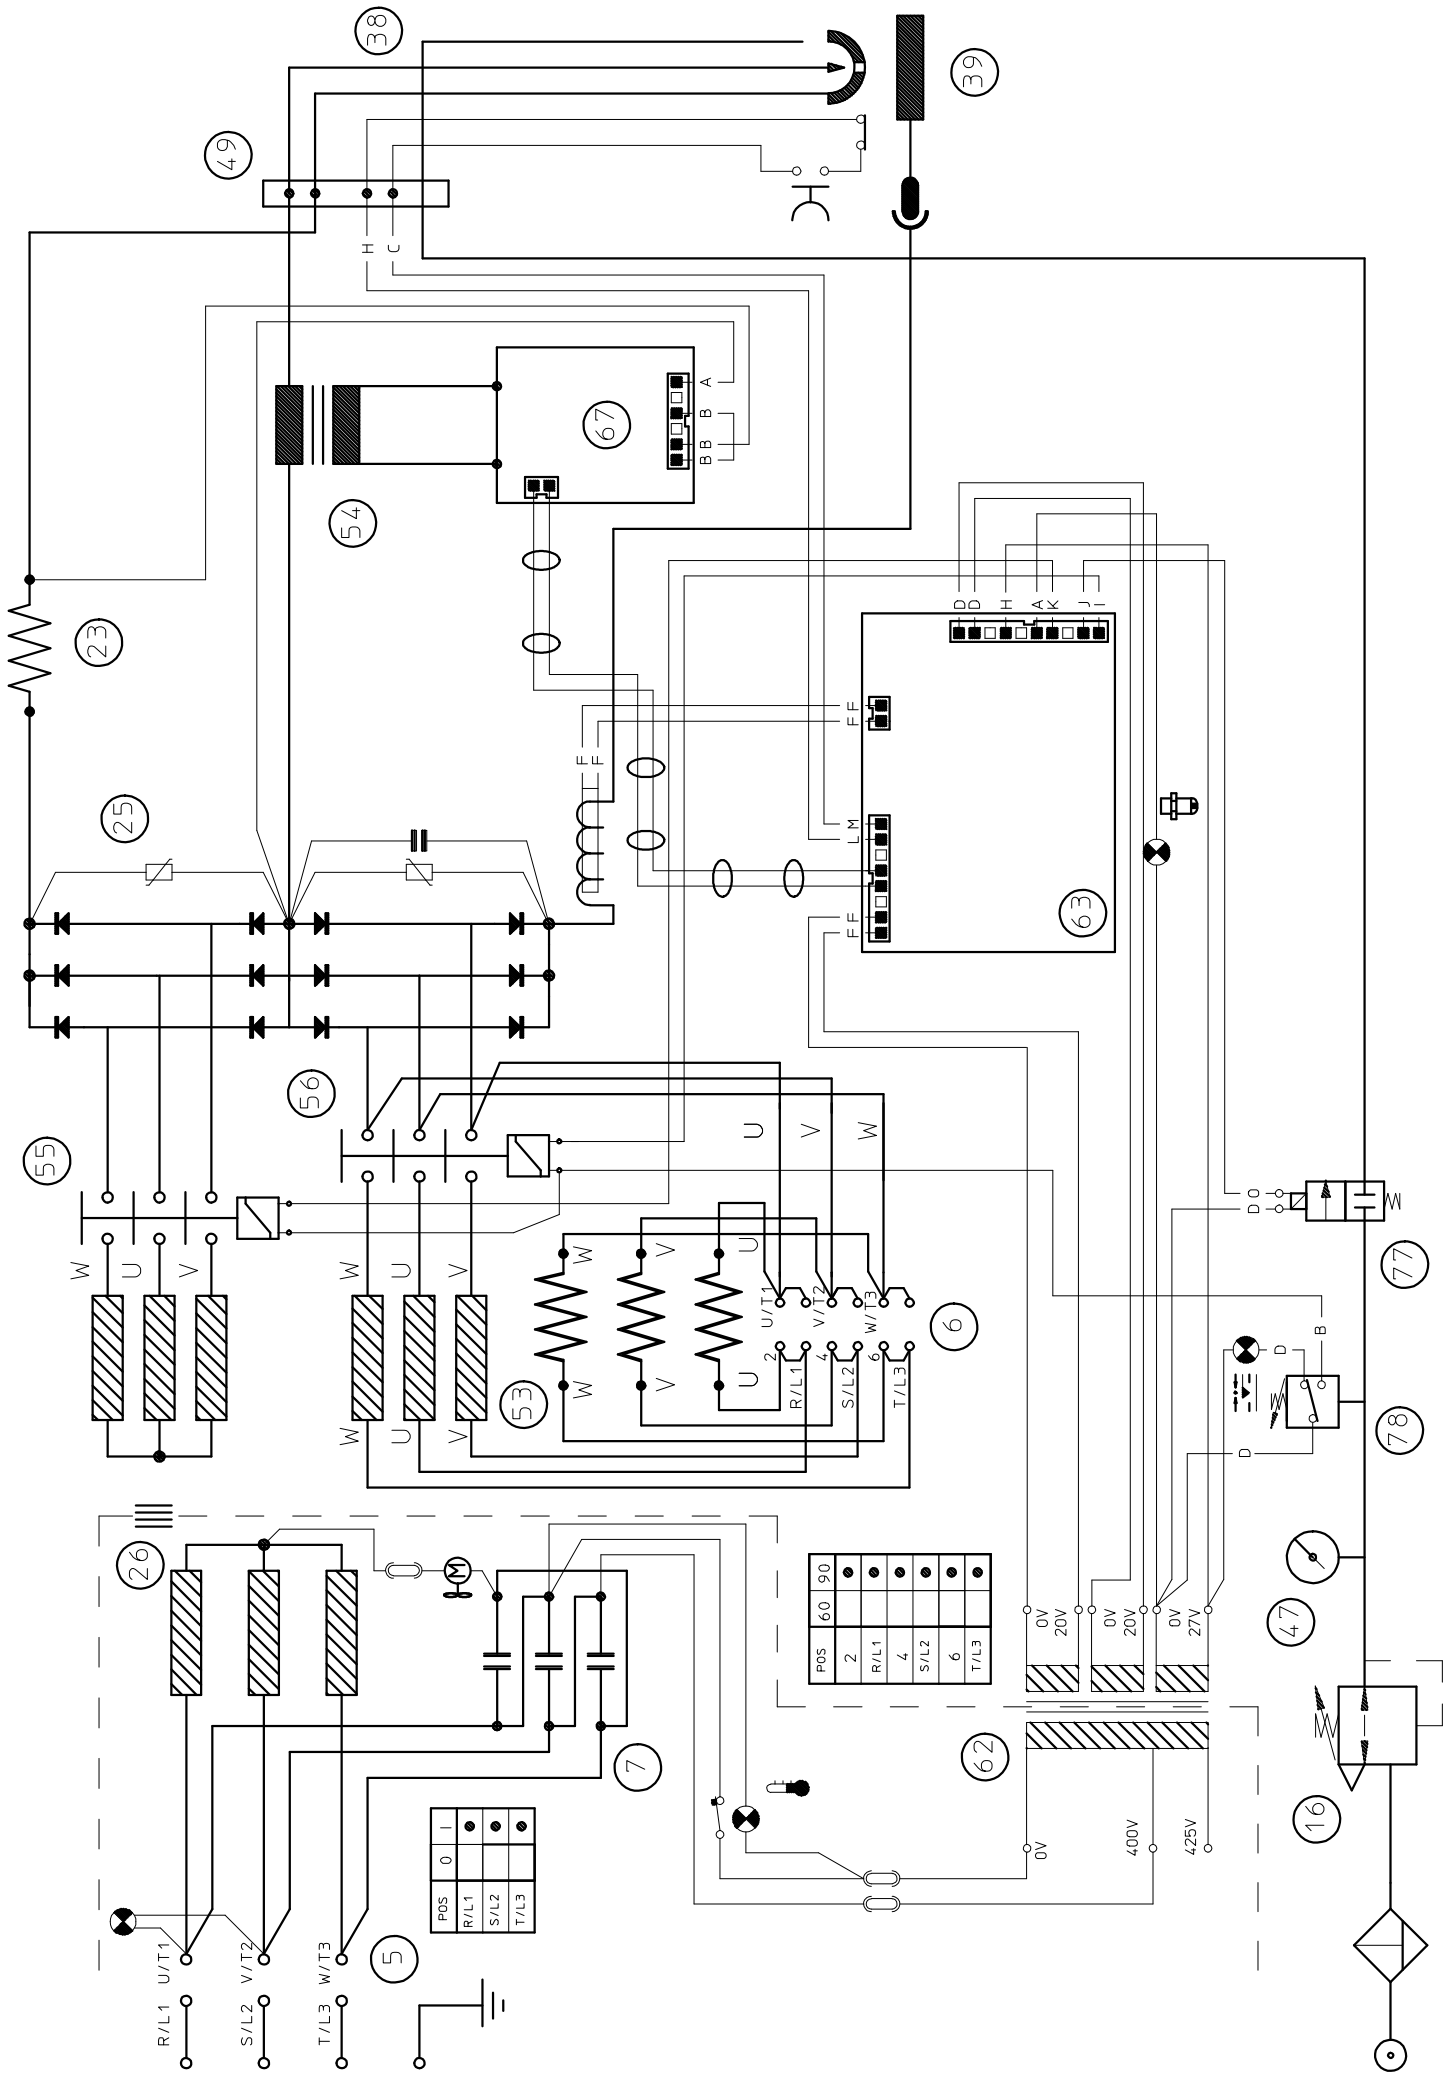 38
39
49
H
C
67
A
B
B
B
54
23
D
D
H
A
K
J
I
F
F
F
F
25
M
L
F
F
63
56
55
U
V
W
D O
77
W
U
V
W
U
V
W
V
U
U/T1
V/T2
W/T3
6
2
4
6
R/L1
S/L2
T/L3
53
W
V
U
W
U
V
D
B
D
78
26
M
47
POS 60 90
2
R/L1
4
S/L2
6
T/L3
0V
20V
0V
20V
0V
27V
62
7
16
0V
400V
425V
POS 0 I
R/L1
S/L2
T/L3
5
R/L1 U/T1
S/L2 V/T2
T/L3 W/T3